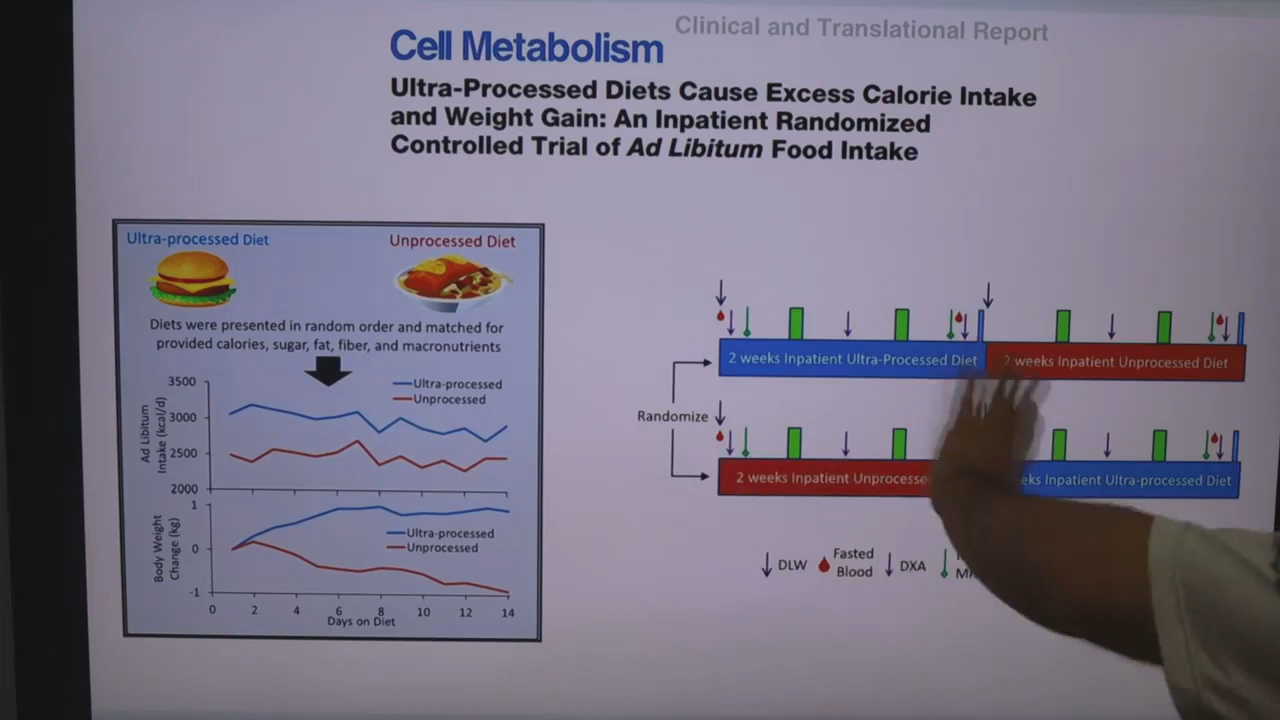 Clinical and Translational Report
Cell Metabolism
Ultra-Processed Diets Cause Excess Calorie Intake
and Weight Gain: An Inpatient Randomized
Controlled Trial of Ad Libitum Food Intake
Ultra-processed Diet
Unprocessed Diet
Diets were presented in random order and matched for
provided calories, sugar, fat, fiber, and macronutrients
3500
3000
2500
2000
Ad Libitum
Intake (kcal/d)
Ultra-processed
Unprocessed
1
0
-1
Body Weight
Change (kg)
Ultra-processed
Unprocessed
0 2 4 6 8 10 12 14
Days on Diet
2 weeks Inpatient Ultra-Processed Diet
2 weeks Inpatient Unprocessed Diet
Randomize
2 weeks Inpatient
Inpatient Ultra-processed Diet
DLW
Fasted
Blood
DXA